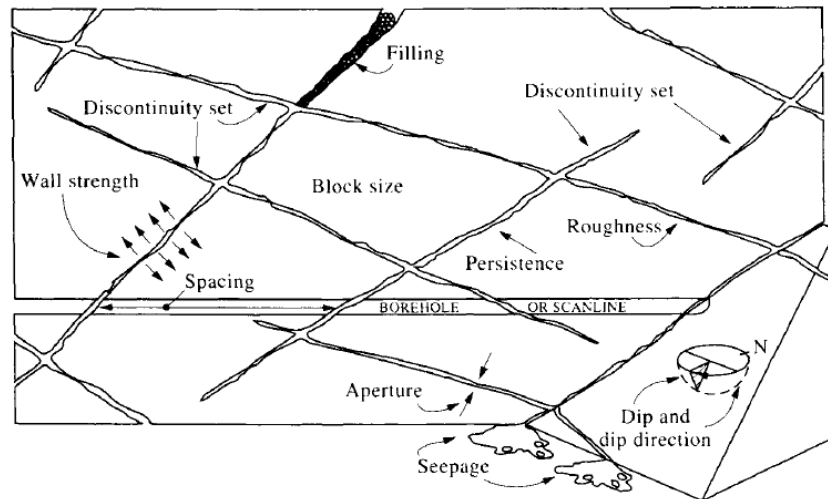 Filling
Discontinuity set
Discontinuity set
Wall strength
Block size
Roughness
Persistence
Spacing
BOREHOLE OR SCANLINE
N
Aperture
Dip and
dip direction
Seepage